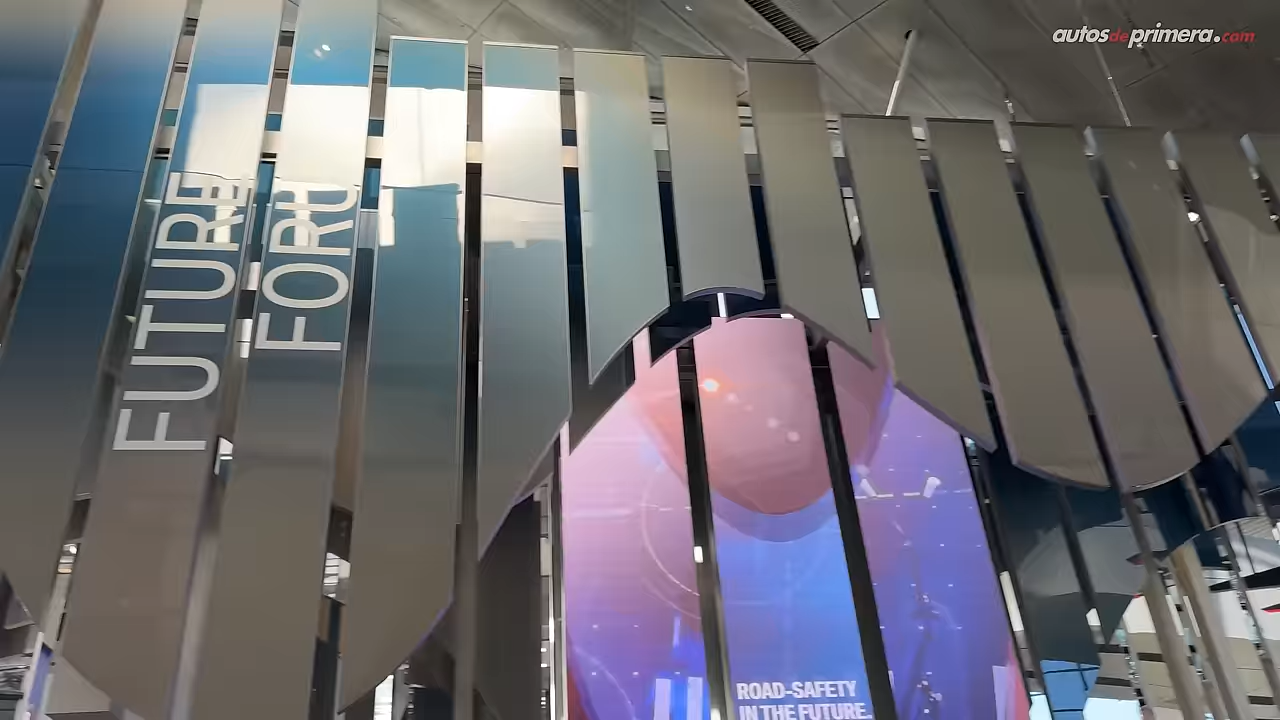 autosdeprimera.com
FUTURE
FORU
ROAD-SAFETY
IN THE FUTURE.